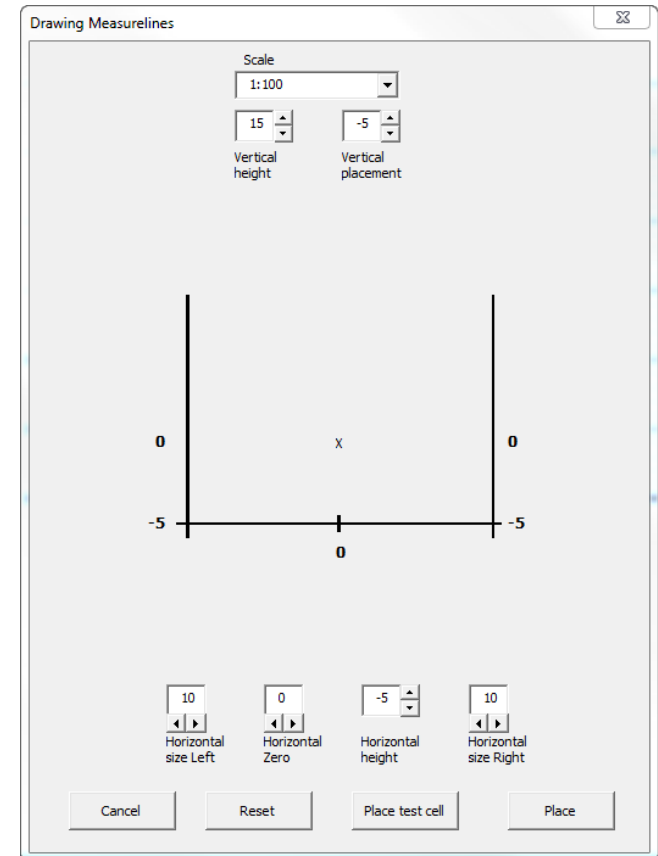 Drawing Measurelines
Scale
1:100
15
-5
Vertical
height
Vertical
placement
0
X
0
-5
-5
0
10
0
-5
10
Horizontal
size Left
Horizontal
Zero
Horizontal
height
Horizontal
size Right
Cancel
Reset
Place test cell
Place